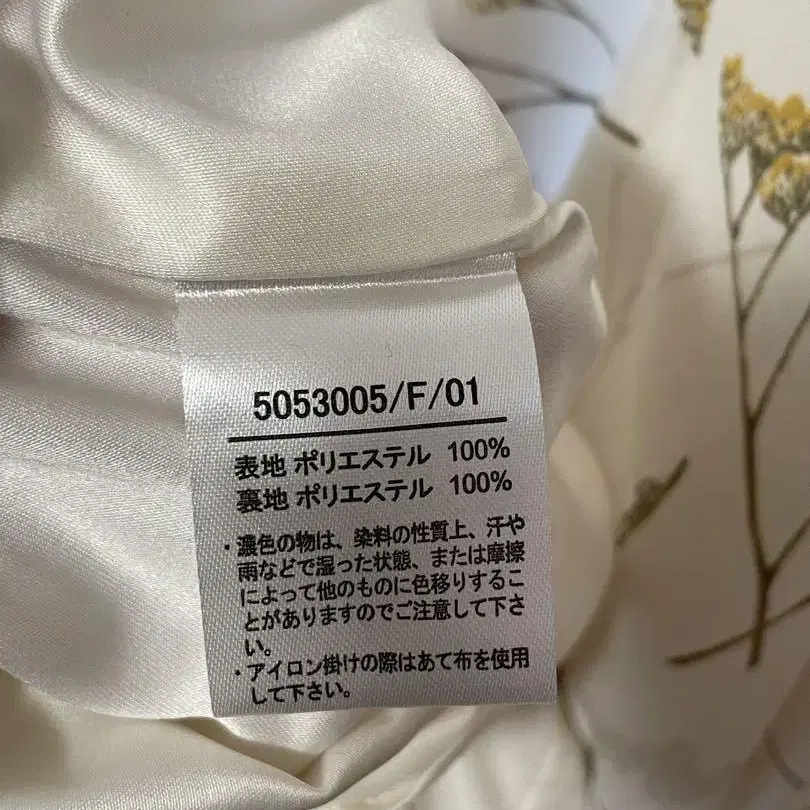 5053005/F/01
表地 ポリエステル 100%
裏地 ポリエステル 100%
・濃色の物は、染料の性質上、汗や
雨などで湿った状態、または摩擦
によって他のものに色移りするこ
とがありますのでご注意して下さ
い。
・アイロン掛けの際はあて布を使用
して下さい。